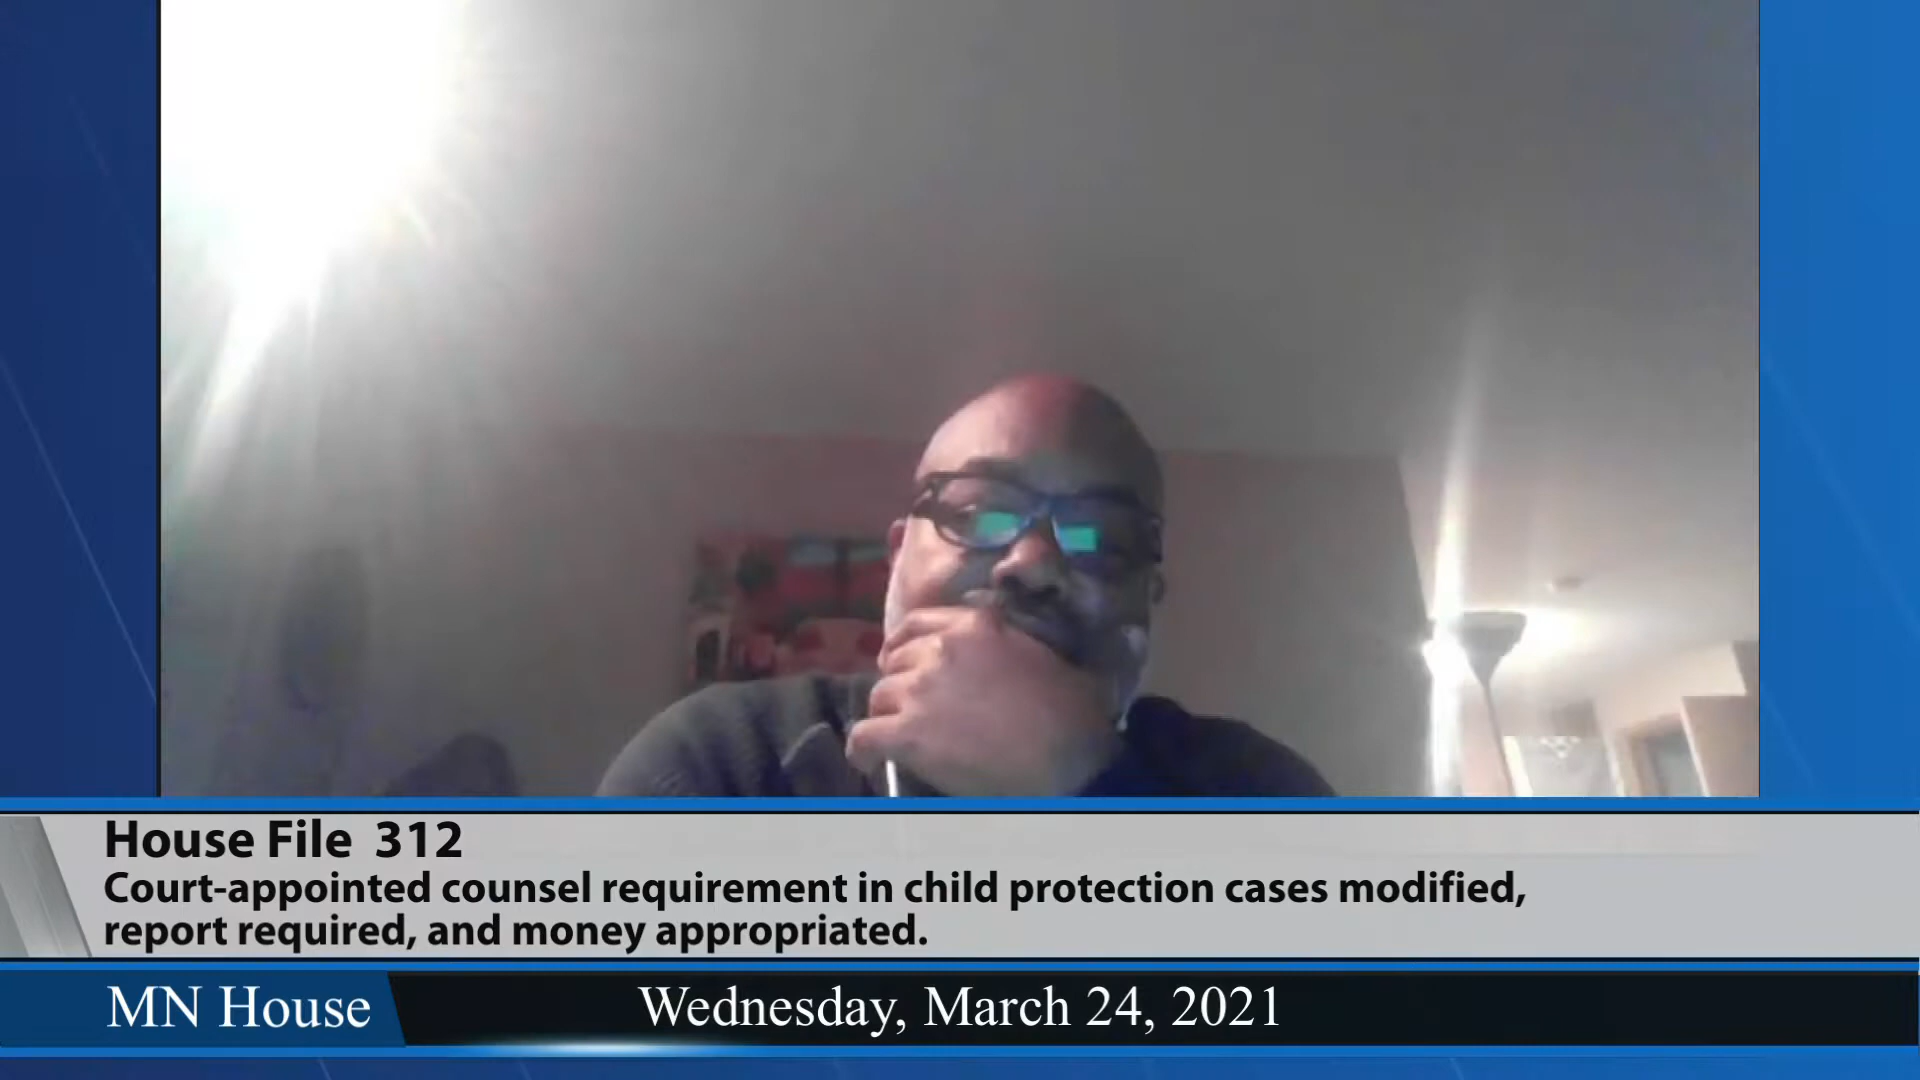 House File 312
Court-appointed counsel requirement in child protection cases modified,
report required, and money appropriated.
MN House
Wednesday, March 24, 2021